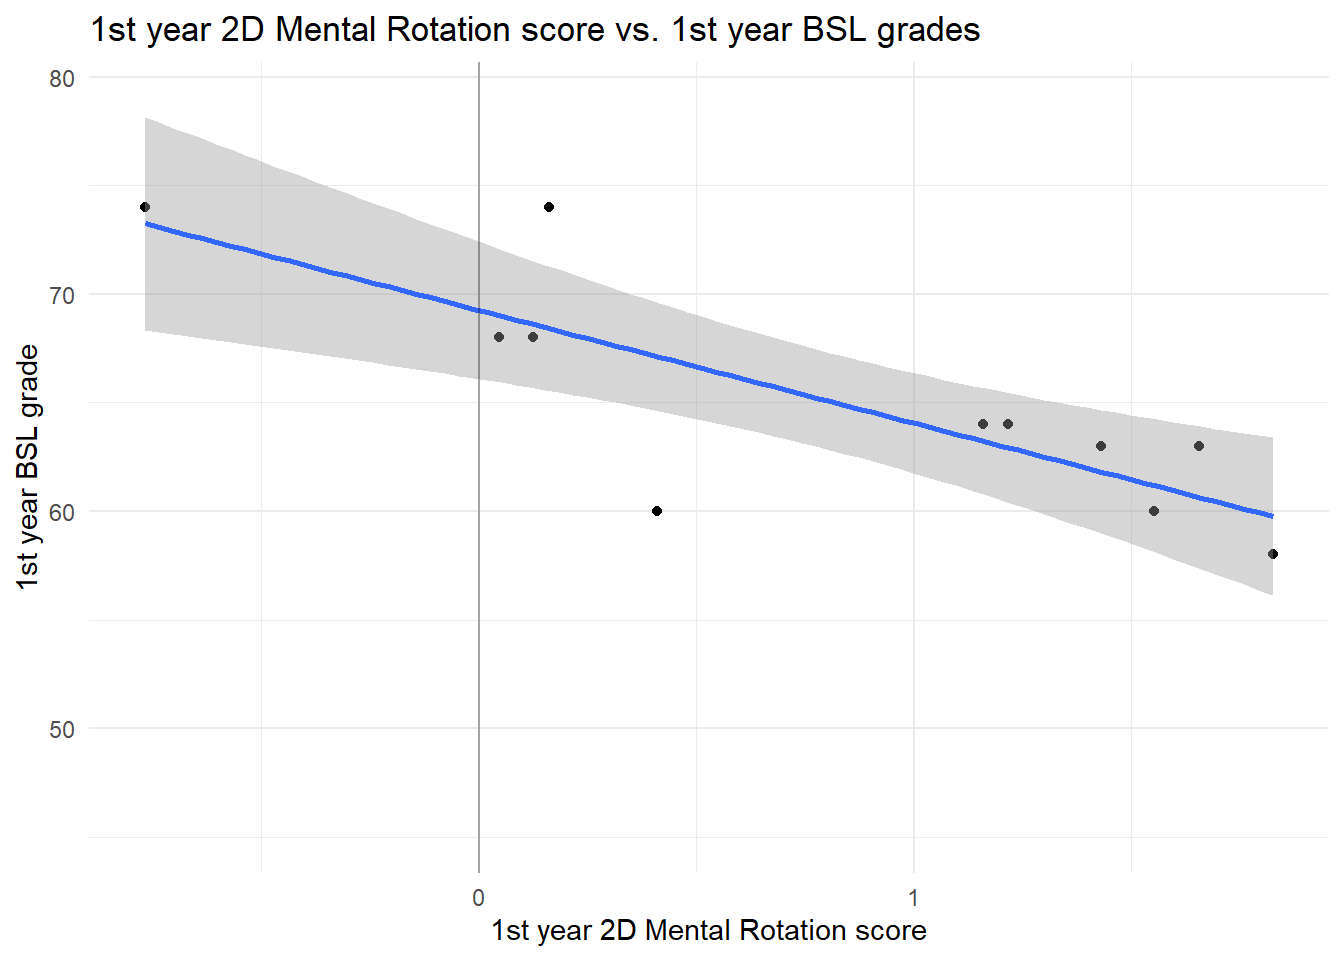 1st year 2D Mental Rotation score vs. 1st year BSL grades
80
70
60
50
1st year BSL grade
0 1
1st year 2D Mental Rotation score